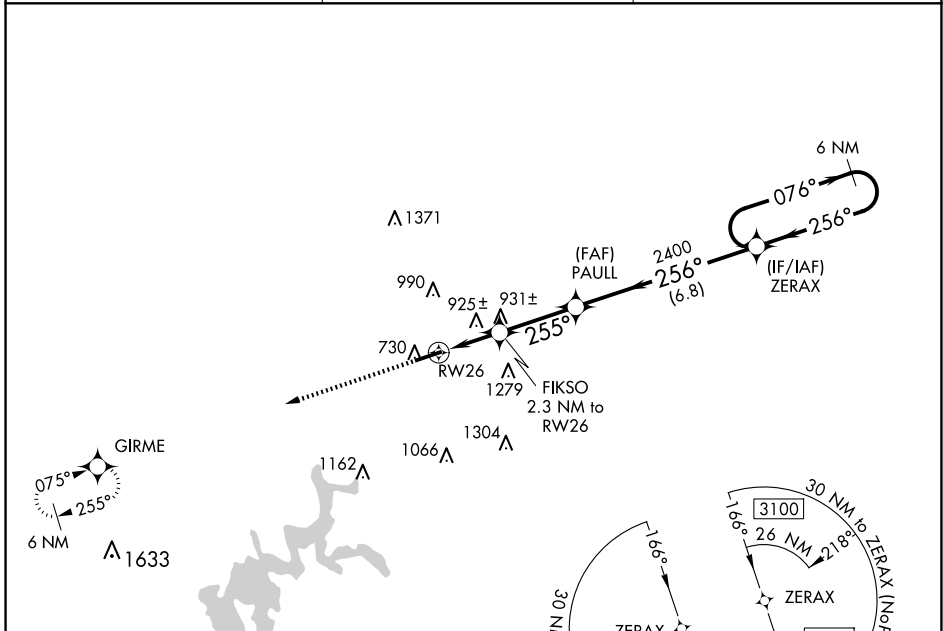 6 NM
076°
256°
1371
(FAF)
PAULL
2400
256°
(6.8)
(IF/IAF)
ZERAX
990
925±
931±
255°
730
RW26
1279
FIKSO
2.3 NM to
RW26
1304
1066
1162
GIRME
075°
255°
6 NM
1633
30 NM to ZERAX (NoP
3100
166°
26 NM
218°
ZERAX
166°
30 N
ZERAX